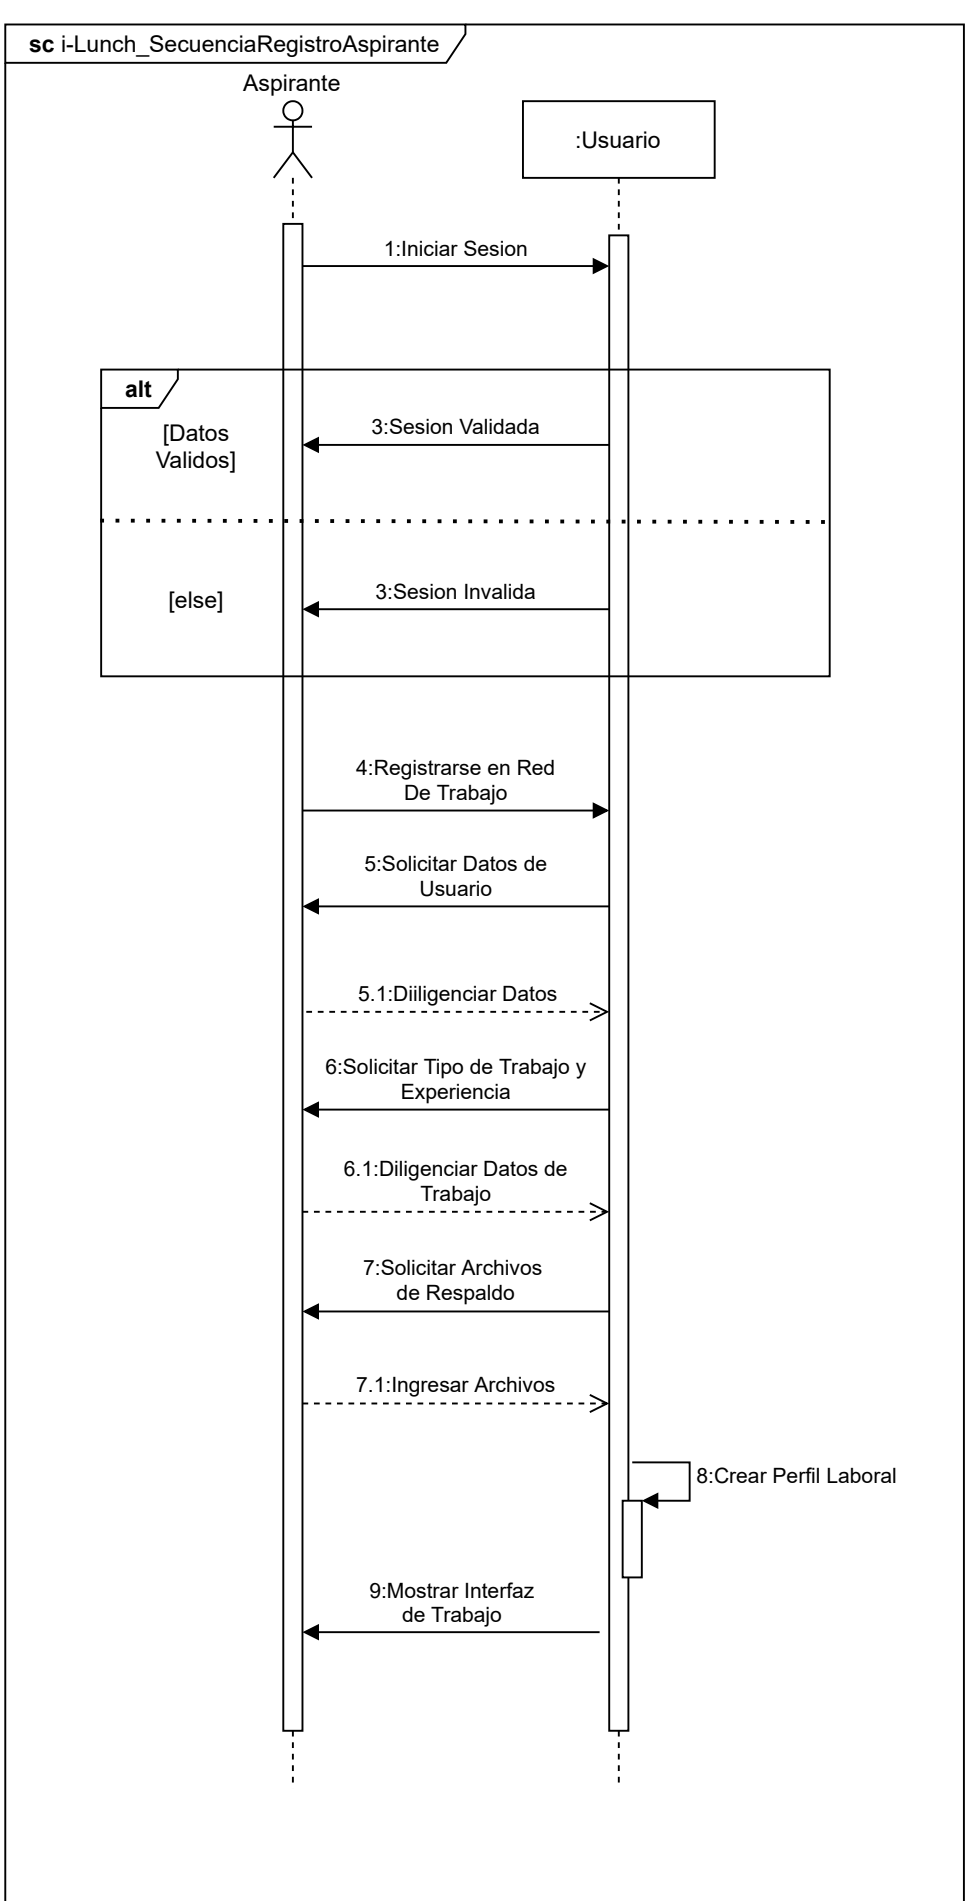 sc i-Lunch_SecuenciaRegistroAspirante
Aspirante
:Usuario
1:Iniciar Sesion
alt
[Datos
Validos]
3:Sesion Validada
[else]
3:Sesion Invalida
4:Registrarse en Red
De Trabajo
5:Solicitar Datos de
Usuario
5.1:Diiligenciar Datos
6:Solicitar Tipo de Trabajo y
Experiencia
6.1:Diligenciar Datos de
Trabajo
7:Solicitar Archivos
de Respaldo
7.1:Ingresar Archivos
8:Crear Perfil Laboral
9:Mostrar Interfaz
de Trabajo